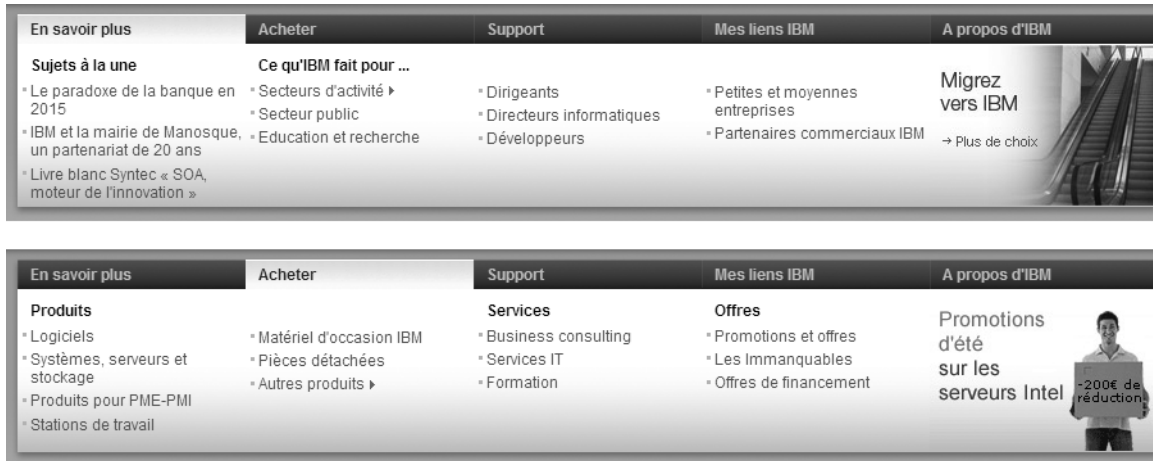 En savoir plus
Acheter
Support
Mes liens IBM
A propos d'IBM
Sujets à la une
Le paradoxe de la banque en
2015
IBM et la mairie de Manosque,
un partenariat de 20 ans
Livre blanc Syntec « SOA,
moteur de l'innovation »
Ce qu'IBM fait pour ...
Secteurs d'activité
Secteur public
Education et recherche
Dirigeants
Directeurs informatiques
Développeurs
Petites et moyennes
entreprises
Partenaires commerciaux IBM
Migrez
vers IBM
→ Plus de choix
En savoir plus
Acheter
Support
Mes liens IBM
A propos d'IBM
Produits
Logiciels
Systèmes, serveurs et
stockage
Produits pour PME-PMI
Stations de travail
Matériel d'occasion IBM
Pièces détachées
Autres produits
Services
Business consulting
Services IT
Formation
Offres
Promotions et offres
Les Immanquables
Offres de financement
Promotions
d'été
sur les
serveurs Intel
-200€ de
réduction